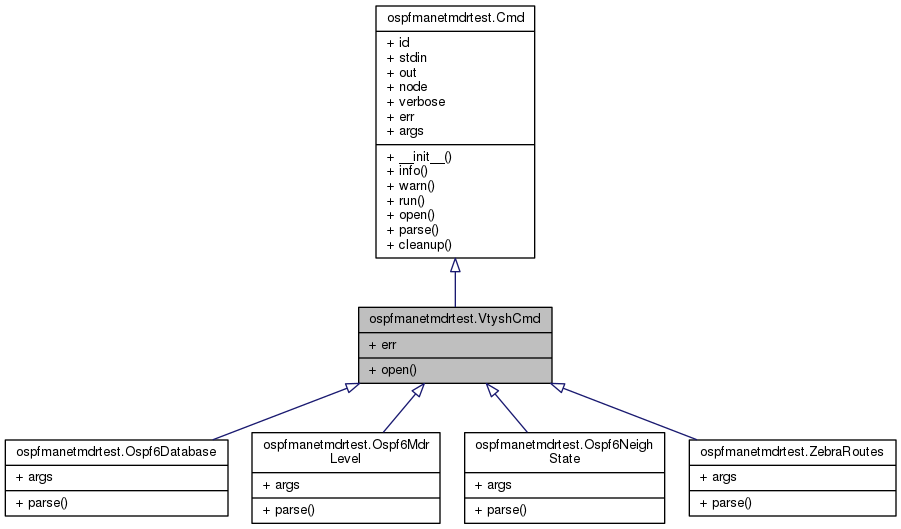 ospfmanetmdrtest.Cmd
+ id
+ stdin
+ out
+ node
+ verbose
+ err
+ args
+ __init__()
+ info()
+ warn()
+ run()
+ open()
+ parse()
+ cleanup()
ospfmanetmdrtest.VtyshCmd
+ err
+ open()
ospfmanetmdrtest.Ospf6Database
+ args
+ parse()
ospfmanetmdrtest.Ospf6Mdr
Level
+ args
+ parse()
ospfmanetmdrtest.Ospf6Neigh
State
+ args
+ parse()
ospfmanetmdrtest.ZebraRoutes
+ args
+ parse()